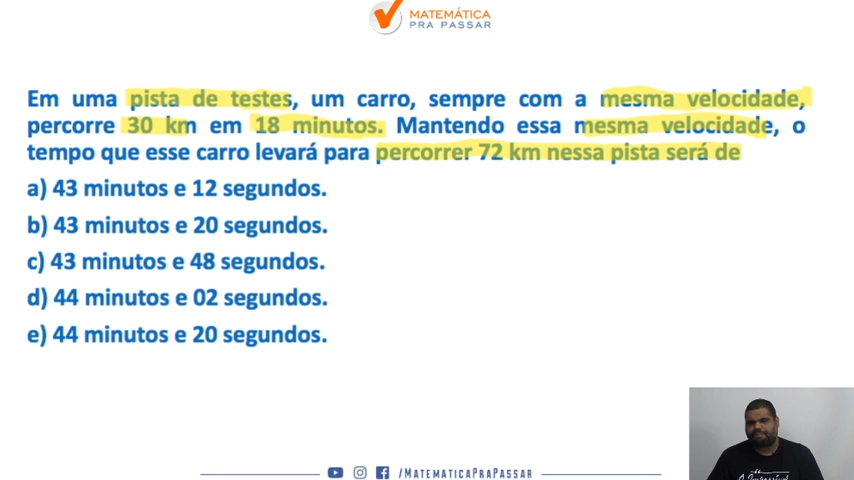 MATEMÁTICA
PRA PASSAR
Em uma pista de testes, um carro, sempre com a mesma velocidade,
percorre 30 km em 18 minutos. Mantendo essa mesma velocidade, o
tempo que esse carro levará para percorrer 72 km nessa pista será de
a) 43 minutos e 12 segundos.
b) 43 minutos e 20 segundos.
c) 43 minutos e 48 segundos.
d) 44 minutos e 02 segundos.
e) 44 minutos e 20 segundos.
/MATEMATICAPRAPASSAR